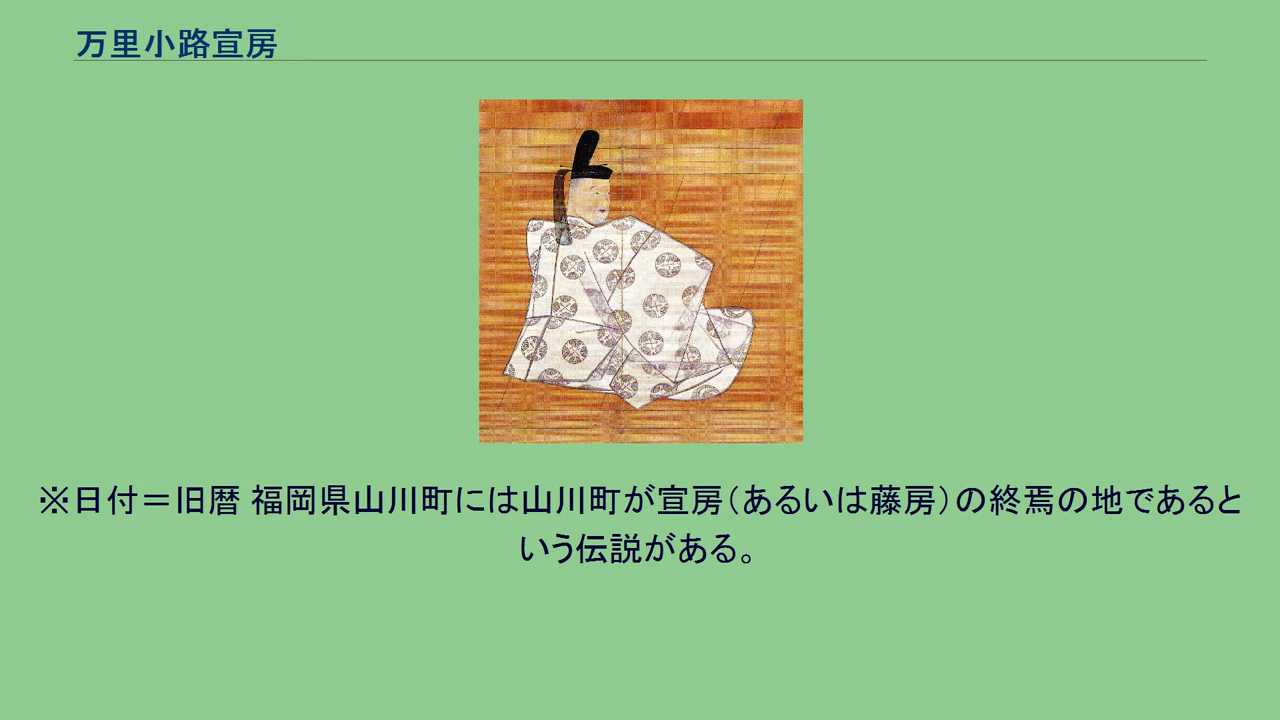 万里小路宣房
※日付＝旧暦 福岡県山川町には山川町が宣房（あるいは藤房）の終焉の地であると
いう伝説がある。